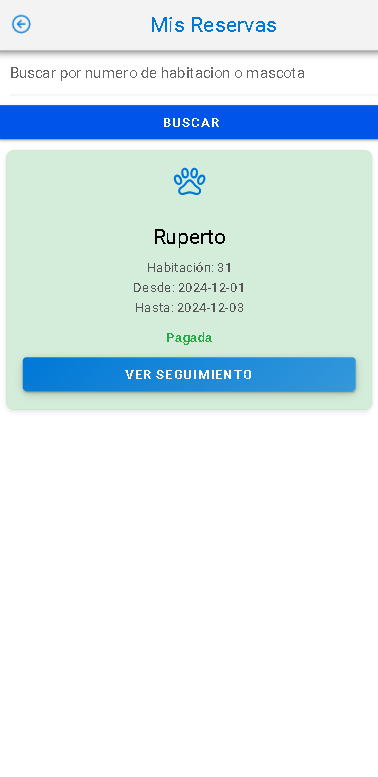 Mis Reservas
Buscar por numero de habitacion o mascota
BUSCAR
Ruperto
Habitación: 31
Desde: 2024-12-01
Hasta: 2024-12-03
Pagada
VER SEGUIMIENTO